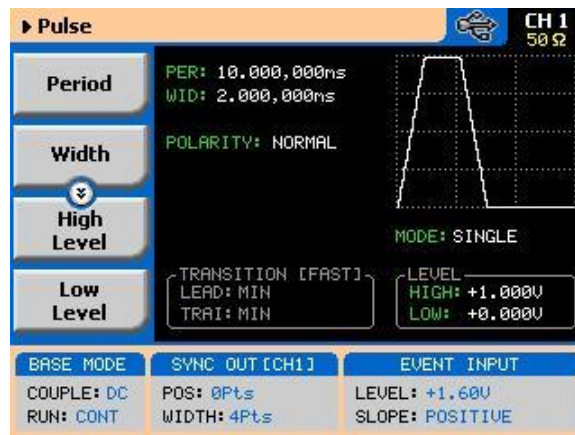 Pulse
CH 1
50 Ω
Period
Width
High
Level
Low
Level
PER: 10.000,000ms
WID: 2.000,000ms
POLARITY: NORMAL
MODE: SINGLE
TRANSITION [FAST]
LEAD: MIN
TRAI: MIN
LEVEL
HIGH: +1.000V
LOW: +0.000V
BASE MODE
COUPLE: DC
RUN: CONT
SYNC OUT [CH1]
POS: 0Pts
WIDTH: 4Pts
EVENT INPUT
LEVEL: +1.60V
SLOPE: POSITIVE